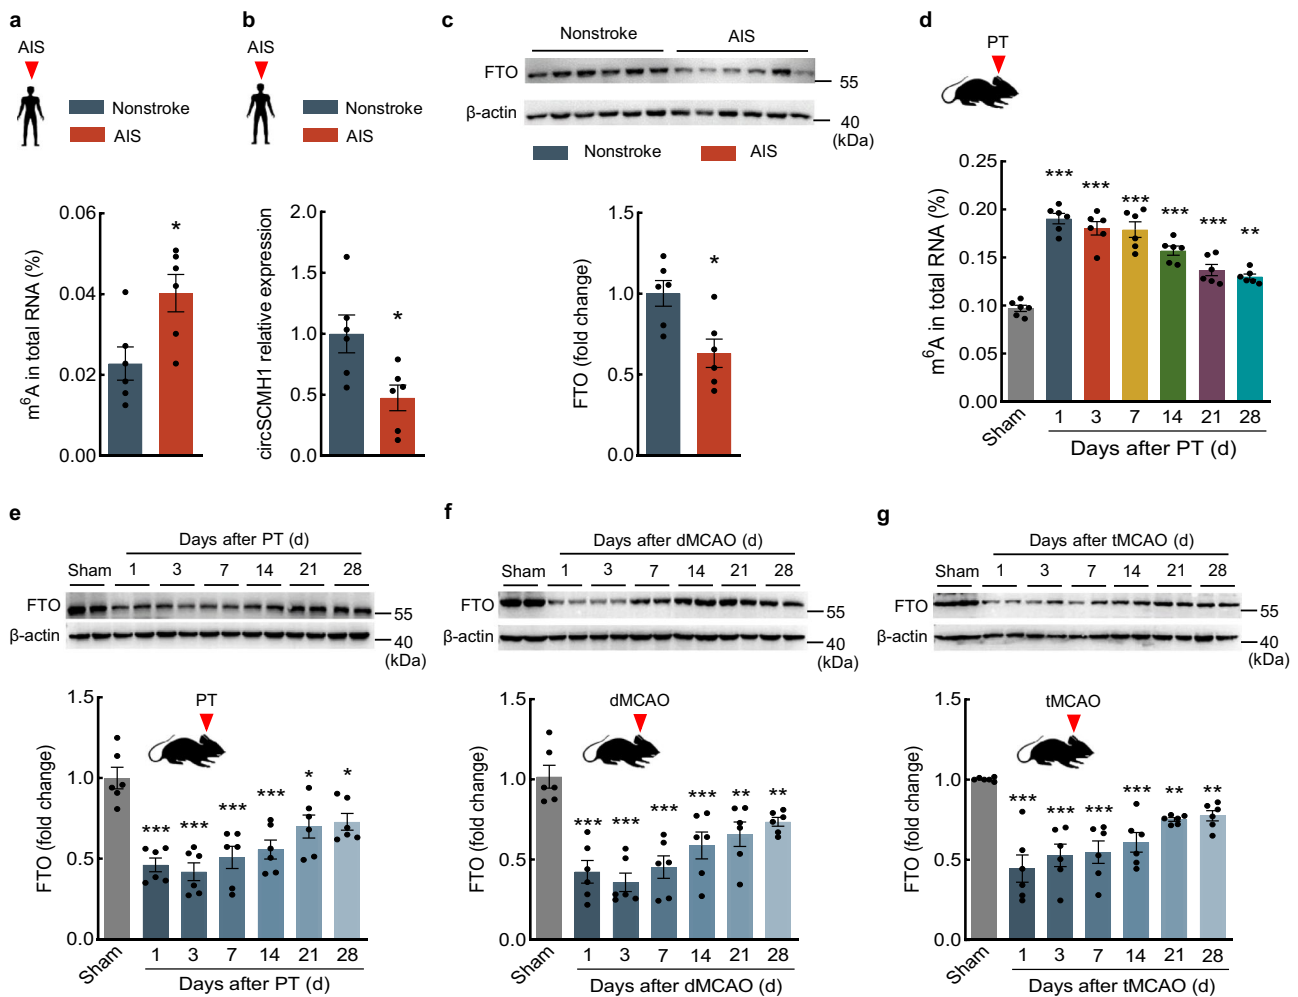 a
AIS
Nonstroke
AIS
m⁶A in total RNA (%)
0.06
0.04
0.02
0.00
*
b
AIS
Nonstroke
AIS
circSCMH1 relative expression
2.0
1.5
1.0
0.5
0.0
*
c
Nonstroke AIS
FTO
55
β-actin
40
(kDa)
Nonstroke AIS
FTO (fold change)
1.5
1.0
0.5
0.0
*
d
PT
m⁶A in total RNA (%)
0.25
0.20
0.15
0.10
0.05
0.00
*** *** *** *** *** **
Sham 1 3 7 14 21 28
Days after PT (d)
e
Days after PT (d)
Sham 1 3 7 14 21 28
FTO
55
β-actin
40
(kDa)
PT
FTO (fold change)
1.5
1.0
0.5
0.0
*** *** *** *** * *
Sham 1 3 7 14 21 28
Days after PT (d)
f
Days after dMCAO (d)
Sham 1 3 7 14 21 28
FTO
55
β-actin
40
(kDa)
dMCAO
FTO (fold change)
1.5
1.0
0.5
0.0
*** *** *** *** ** **
Sham 1 3 7 14 21 28
Days after dMCAO (d)
g
Days after tMCAO (d)
Sham 1 3 7 14 21 28
FTO
55
β-actin
40
(kDa)
tMCAO
FTO (fold change)
1.5
1.0
0.5
0.0
*** *** *** *** ** **
Sham 1 3 7 14 21 28
Days after tMCAO (d)